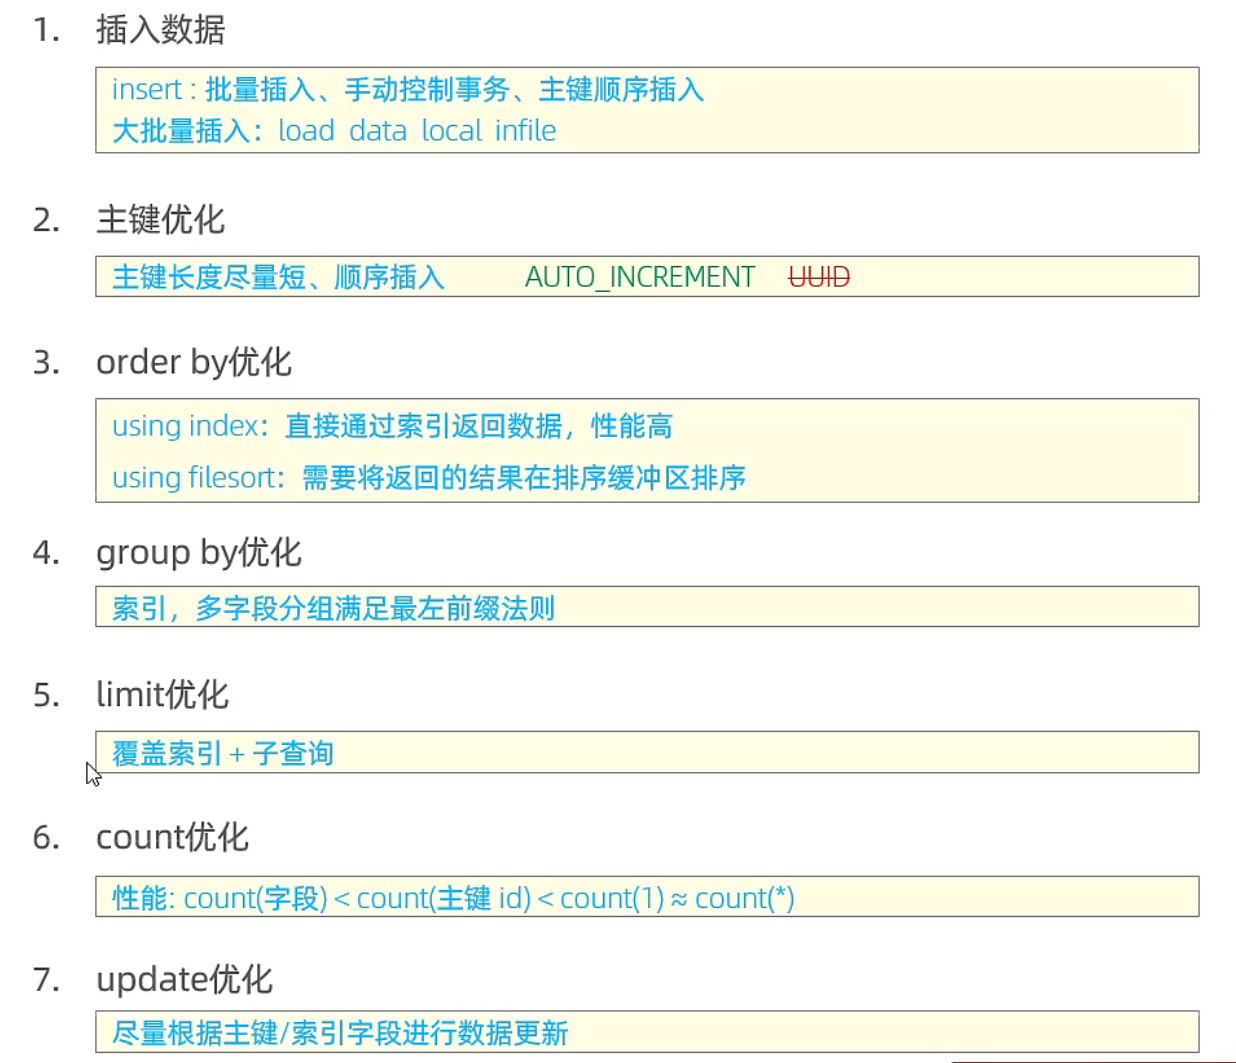 1. 插入数据
insert : 批量插入、手动控制事务、主键顺序插入
大批量插入：load data local infile
2. 主键优化
主键长度尽量短、顺序插入 AUTO_INCREMENT UUID
3. order by优化
using index：直接通过索引返回数据，性能高
using filesort：需要将返回的结果在排序缓冲区排序
4. group by优化
索引，多字段分组满足最左前缀法则
5. limit优化
覆盖索引 + 子查询
6. count优化
性能: count(字段) < count(主键 id) < count(1) ≈ count(*)
7. update优化
尽量根据主键/索引字段进行数据更新